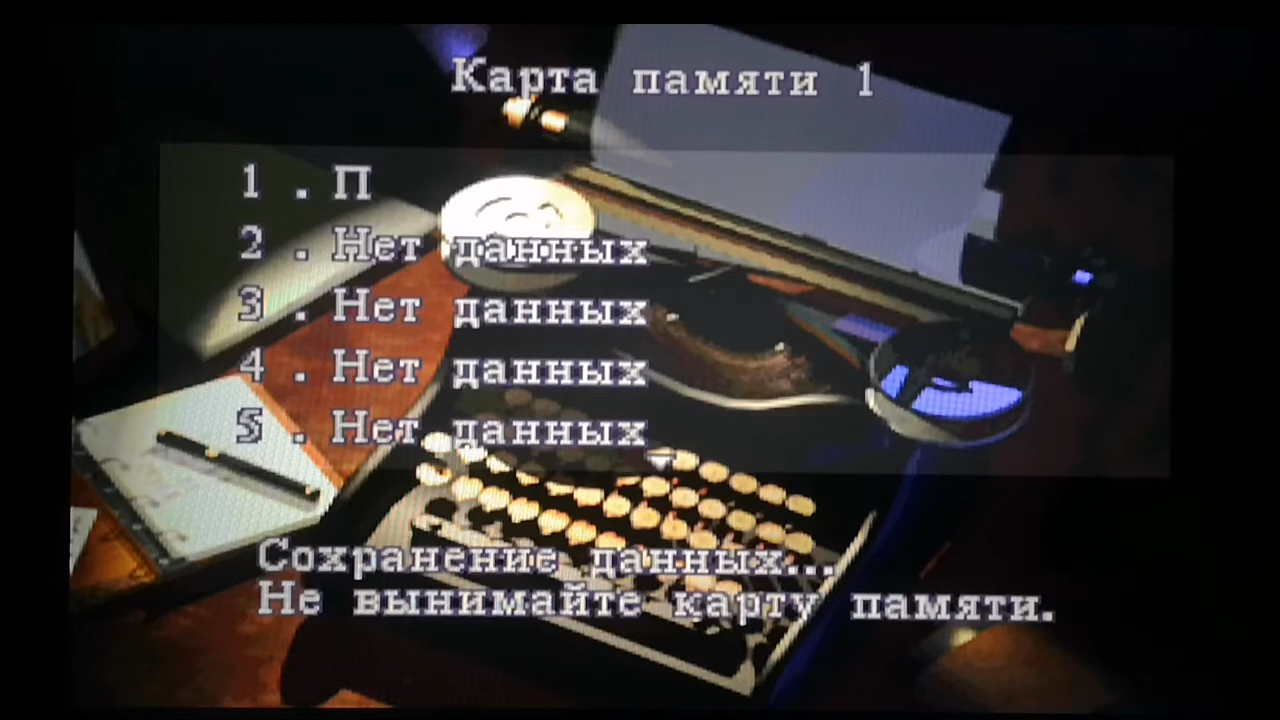 Карта памяти 1
1 . П
2 . Нет данных
3 . Нет данных
4 . Нет данных
5 . Нет данных
Сохранение данных...
Не вынимайте карту памяти.